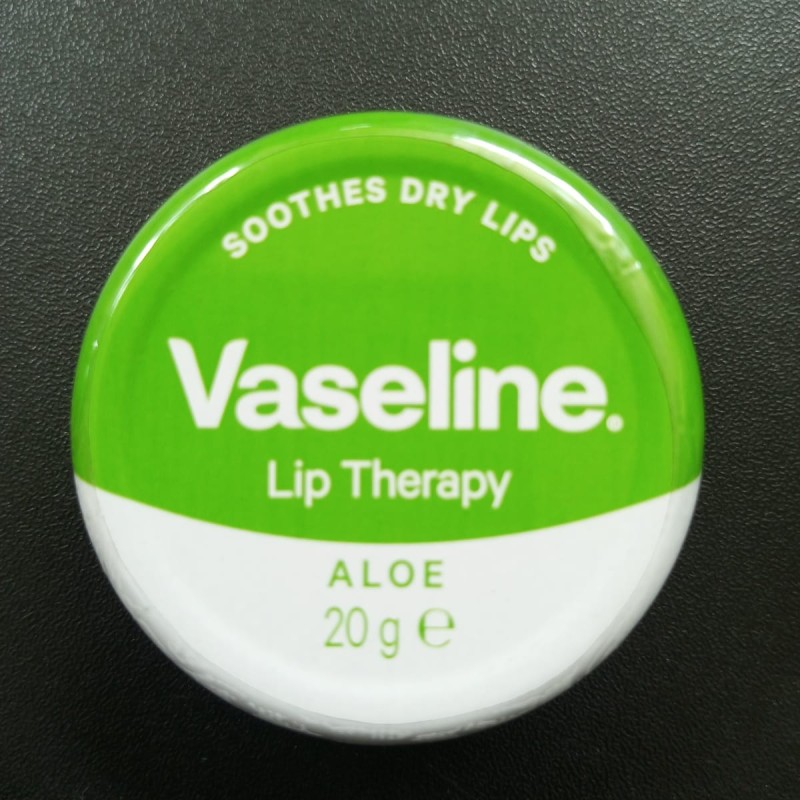 SOOTHES DRY LIPS
Vaseline.
Lip Therapy
ALOE
20 g ℮